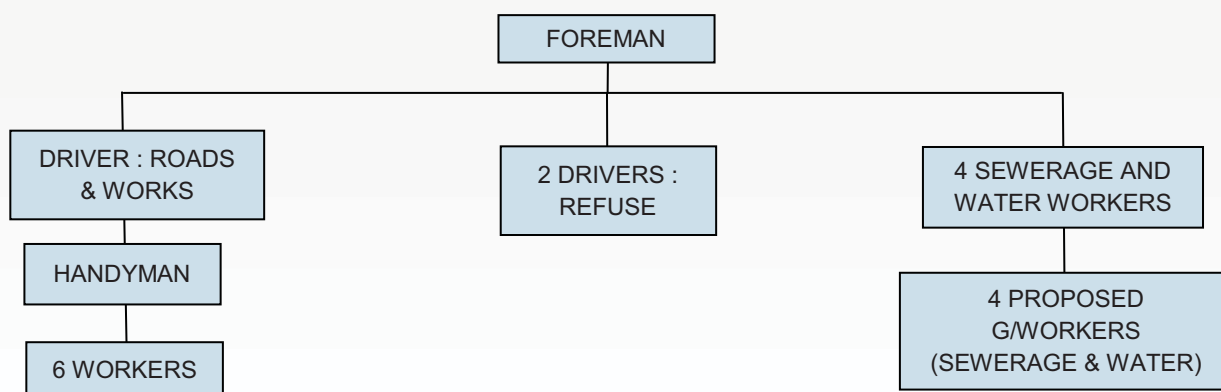 FOREMAN
DRIVER : ROADS
& WORKS
HANDYMAN
6 WORKERS
2 DRIVERS :
REFUSE
4 SEWERAGE AND
WATER WORKERS
4 PROPOSED
G/WORKERS
(SEWERAGE & WATER)